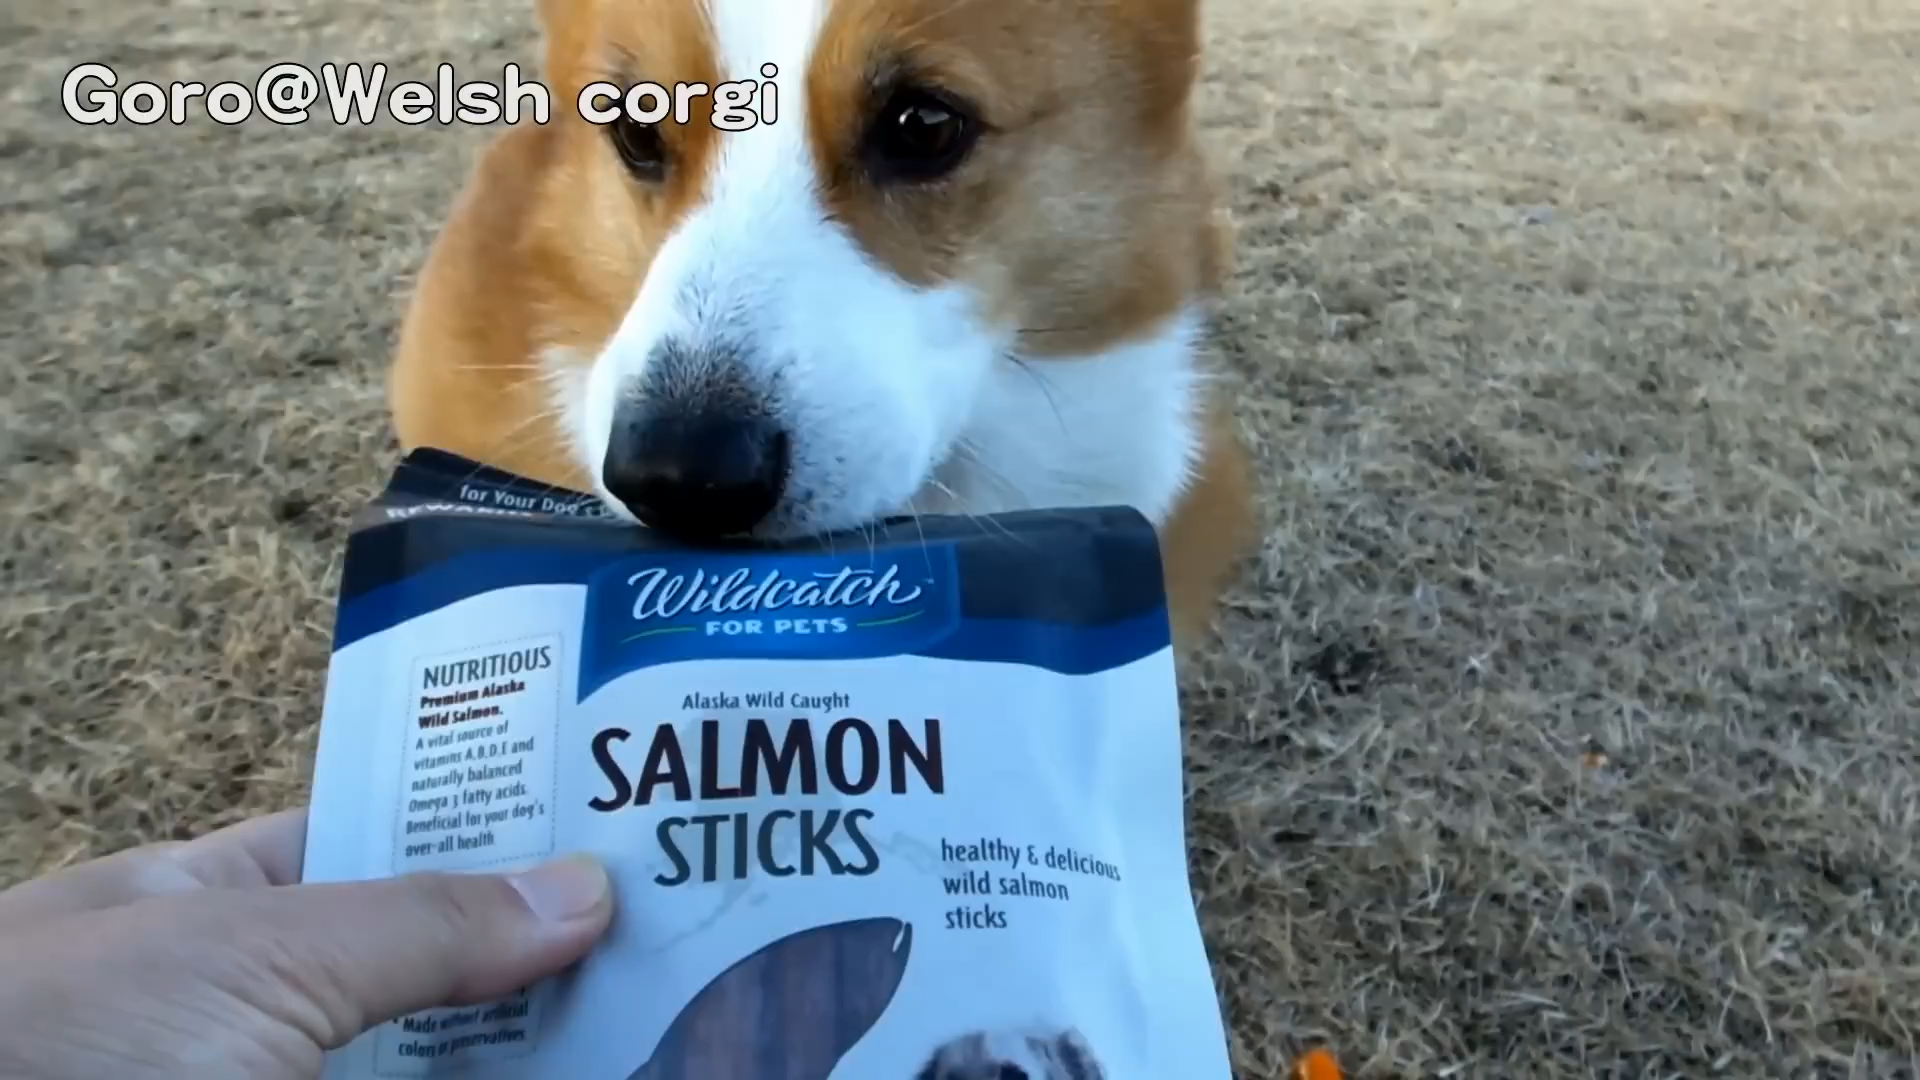 Goro@Welsh corgi
for Your Dog's
Wildcatch
FOR PETS
NUTRITIOUS
Premium Alaska
Wild Salmon.
A vital source of
vitamins A,B,D,E and
naturally balanced
Omega 3 fatty acids
Beneficial for your dog's
over-all health
Alaska Wild Caught
SALMON
STICKS
healthy & delicious
wild salmon
sticks
• Made without artificial
colors or preservatives